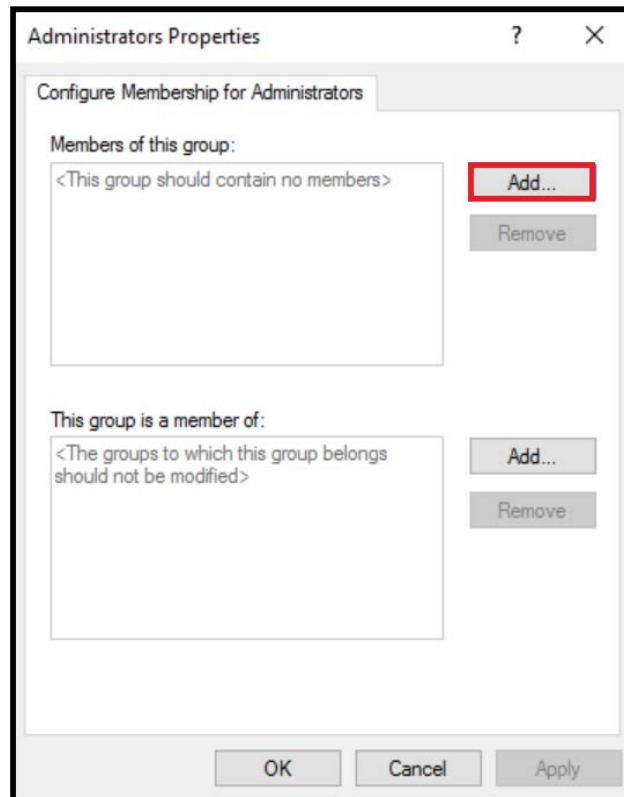 Administrators Properties
? ×
Configure Membership for Administrators
Members of this group:
<This group should contain no members>
Add...
Remove
This group is a member of:
<The groups to which this group belongs
should not be modified>
Add...
Remove
OK
Cancel
Apply